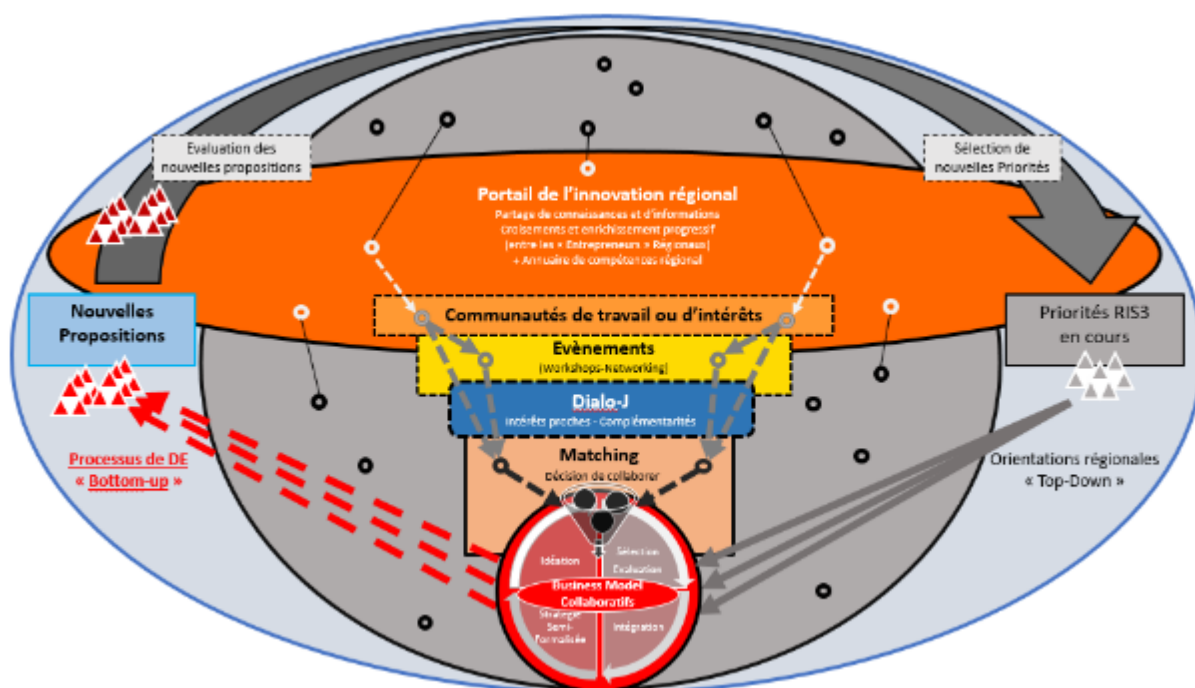 Evaluation des
nouvelles propositions
Sélection de
nouvelles Priorités
Portail de l'innovation régional
Partage de connaissances et d'informations
croisements et enrichissement progressif
(entre les « Entrepreneurs » Régionaux)
+ Annuaire de compétences régional
Nouvelles
Propositions
Communautés de travail ou d'intérêts
Priorités RIS3
en cours
Evènements
(Workshops-Networking)
Dialo-J
Intérêts proches - Complémentarités
Processus de DE
« Bottom-up »
Matching
Décision de collaborer
Orientations régionales
« Top-Down »
Idéation
Sélection
Evaluation
Business Model
Collaboratifs
Stratégie
Semi-
Formalisée
Intégration